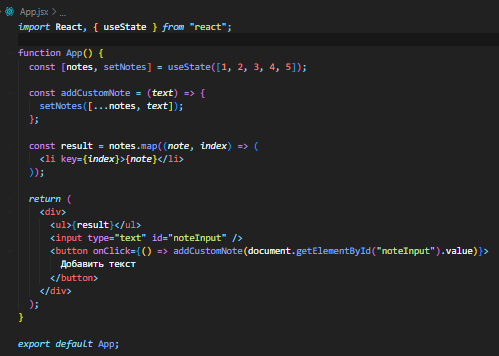 App.jsx > ...
import React, { useState } from "react";
function App() {
const [notes, setNotes] = useState([1, 2, 3, 4, 5]);
const addCustomNote = (text) => {
setNotes([...notes, text]);
};
const result = notes.map((note, index) => (
<li key={index}>{note}</li>
));
return (
<div>
<ul>{result}</ul>
<input type="text" id="noteInput" />
<button onClick={() => addCustomNote(document.getElementById("noteInput").value)}>
Добавить текст
</button>
</div>
);
}
export default App;